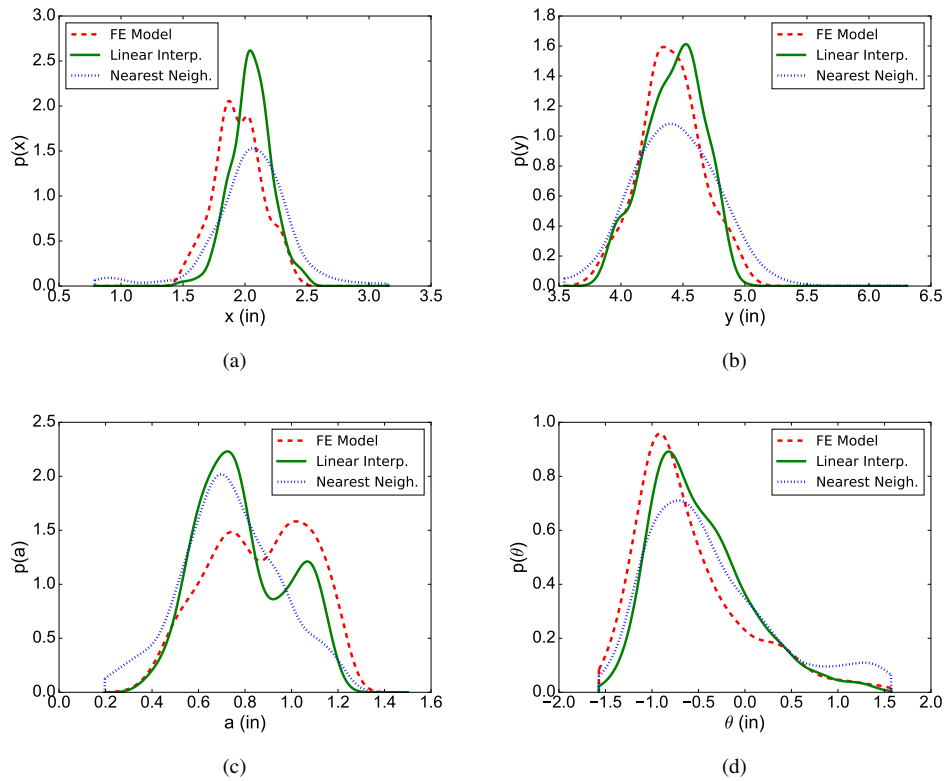 3.0
2.5
2.0
1.5
1.0
0.5
0.0
p(x)
FE Model
Linear Interp.
Nearest Neigh.
0.5 1.0 1.5 2.0 2.5 3.0 3.5
x (in)
(a)
1.8
1.6
1.4
1.2
1.0
0.8
0.6
0.4
0.2
0.0
p(y)
FE Model
Linear Interp.
Nearest Neigh.
3.5 4.0 4.5 5.0 5.5 6.0 6.5
y (in)
(b)
2.5
2.0
1.5
1.0
0.5
0.0
p(a)
FE Model
Linear Interp.
Nearest Neigh.
0.0 0.2 0.4 0.6 0.8 1.0 1.2 1.4 1.6
a (in)
(c)
1.0
0.8
0.6
0.4
0.2
0.0
p(θ)
FE Model
Linear Interp.
Nearest Neigh.
−2.0 −1.5 −1.0 −0.5 0.0 0.5 1.0 1.5 2.0
θ (in)
(d)